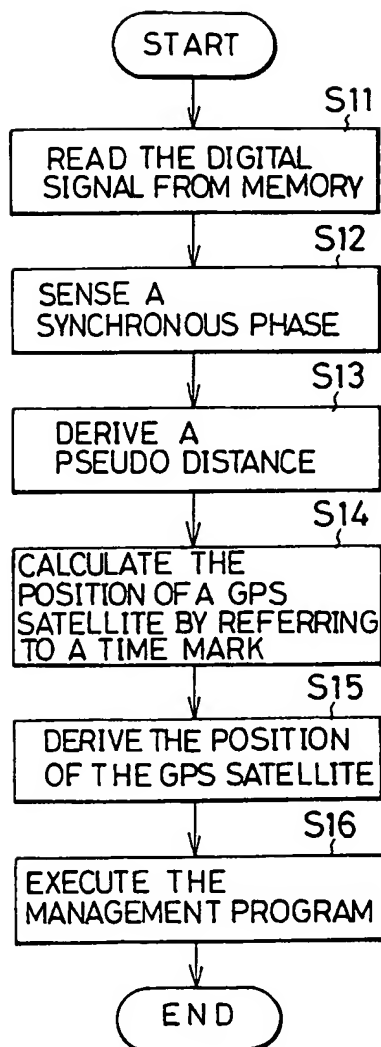 START
S11
READ THE DIGITAL
SIGNAL FROM MEMORY
S12
SENSE A
SYNCHRONOUS PHASE
S13
DERIVE A
PSEUDO DISTANCE
S14
CALCULATE THE
POSITION OF A GPS
SATELLITE BY REFERRING
TO A TIME MARK
S15
DERIVE THE POSITION
OF THE GPS SATELLITE
S16
EXECUTE THE
MANAGEMENT PROGRAM
END